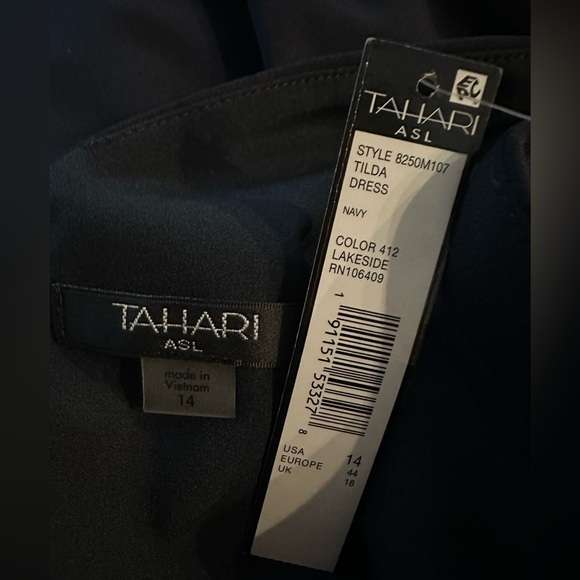 TAHARI
ASL
STYLE 8250M107
TILDA
DRESS
NAVY
COLOR 412
LAKESIDE
RN106409
1 91151 53327 8
USA 14
EUROPE 44
UK 18
TAHARI
ASL
made in
Vietnam
14